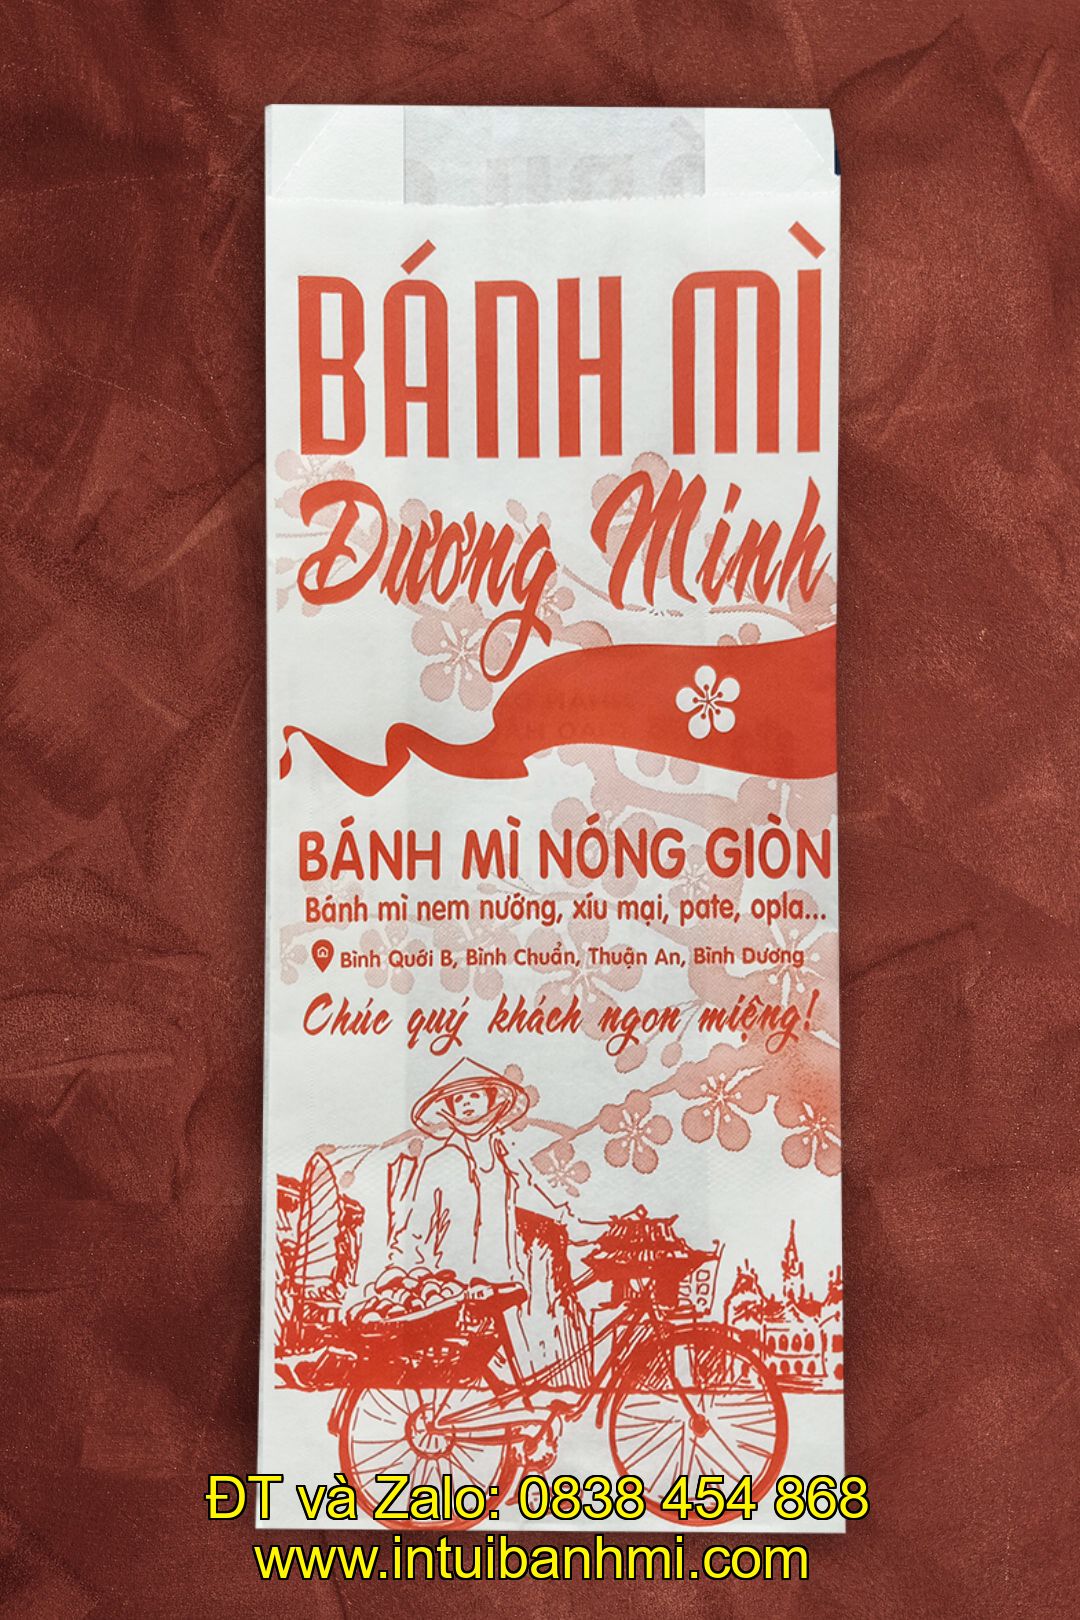 BÁNH MÌ
Dương Minh
BÁNH MÌ NÓNG GIÒN
Bánh mì nem nướng, xíu mại, pate, opla...
Bình Quới B, Bình Chuẩn, Thuận An, Bình Dương
Chúc quý khách ngon miệng!
ĐT và Zalo: 0838 454 868
www.intuibanhmi.com